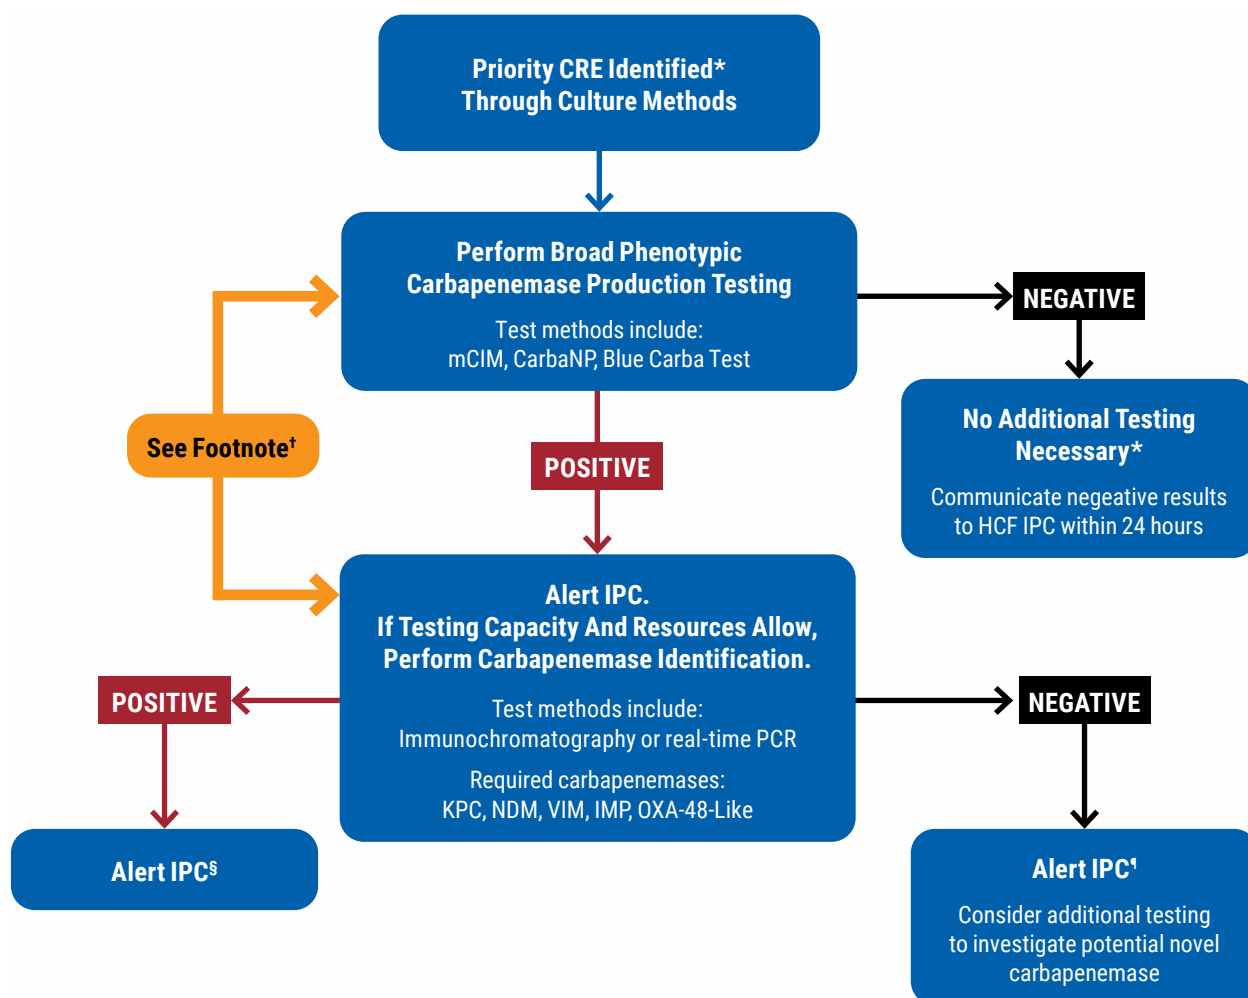 Priority CRE Identified*
Through Culture Methods
Perform Broad Phenotypic
Carbapenemase Production Testing
Test methods include:
mCIM, CarbaNP, Blue Carba Test
NEGATIVE
No Additional Testing
Necessary*
Communicate negeative results
to HCF IPC within 24 hours
See Footnote†
POSITIVE
Alert IPC.
If Testing Capacity And Resources Allow,
Perform Carbapenemase Identification.
Test methods include:
Immunochromatography or real-time PCR
Required carbapenemases:
KPC, NDM, VIM, IMP, OXA-48-Like
POSITIVE
Alert IPC§
NEGATIVE
Alert IPC¶
Consider additional testing
to investigate potential novel
carbapenemase